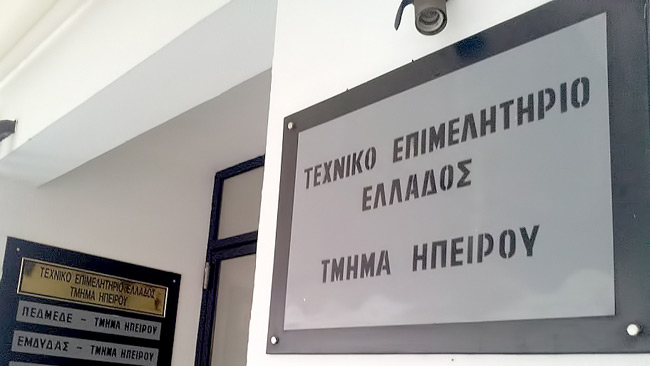 ΤΕΧΝΙΚΟ ΕΠΙΜΕΛΗΤΗΡΙΟ
ΕΛΛΑΔΟΣ
ΤΜΗΜΑ ΗΠΕΙΡΟΥ
ΤΕΧΝΙΚΟ ΕΠΙΜΕΛΗΤΗΡΙΟ ΕΛΛΑΔΟΣ
ΤΜΗΜΑ ΗΠΕΙΡΟΥ
ΠΕΔΜΕΔΕ - ΤΜΗΜΑ ΗΠΕΙΡΟΥ
ΕΜΔΥΔΑΣ - ΤΜΗΜΑ ΗΠΕΙΡΟΥ